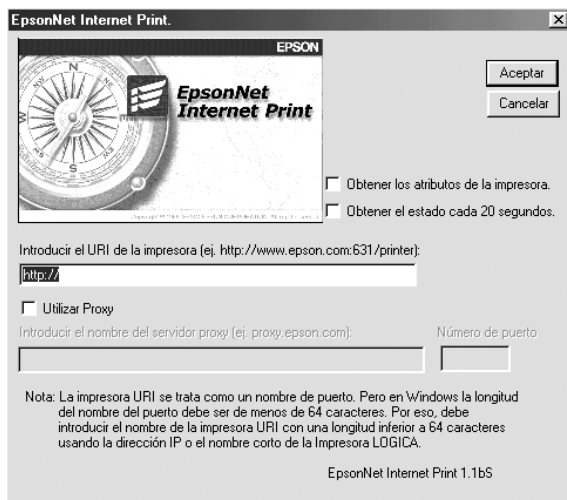 EpsonNet Internet Print.
EPSON
EpsonNet
Internet Print
Aceptar
Cancelar
Obtener los atributos de la impresora.
Obtener el estado cada 20 segundos.
Introducir el URI de la impresora (ej. http://www.epson.com:631/printer):
http://
Utilizar Proxy
Introducir el nombre del servidor proxy (ej. proxy.epson.com):
Número de puerto
Nota: La impresora URI se trata como un nombre de puerto. Pero en Windows la longitud
del nombre del puerto debe ser de menos de 64 caracteres. Por eso, debe
introducir el nombre de la impresora URI con una longitud inferior a 64 caracteres
usando la dirección IP o el nombre corto de la Impresora LOGICA.
EpsonNet Internet Print 1.1bS